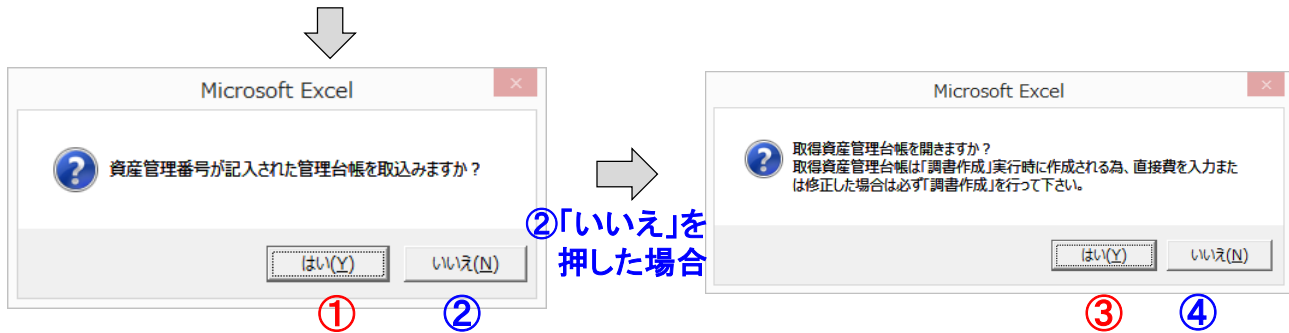 Microsoft Excel
資産管理番号が記入された管理台帳を取込みますか？
はい(Y)
いいえ(N)
①
②
②「いいえ」を
押した場合
Microsoft Excel
取得資産管理台帳を開きますか？
取得資産管理台帳は「調書作成」実行時に作成される為、直接費を入力また
は修正した場合は必ず「調書作成」を行って下さい。
はい(Y)
いいえ(N)
③
④